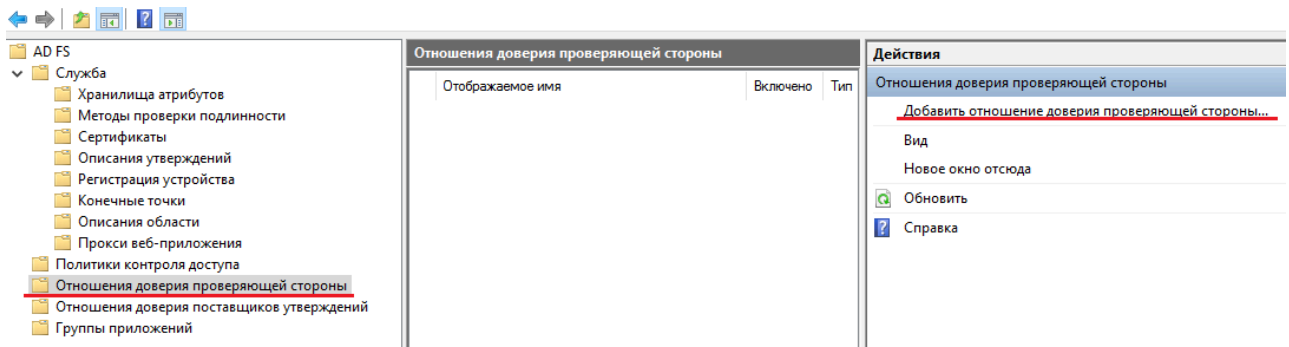 AD FS
Служба
Хранилища атрибутов
Методы проверки подлинности
Сертификаты
Описания утверждений
Регистрация устройства
Конечные точки
Описания области
Прокси веб-приложения
Политики контроля доступа
Отношения доверия проверяющей стороны
Отношения доверия поставщиков утверждений
Группы приложений
Отношения доверия проверяющей стороны
Отображаемое имя Включено Тип
Действия
Отношения доверия проверяющей стороны
Добавить отношение доверия проверяющей стороны...
Вид
Новое окно отсюда
Обновить
Справка